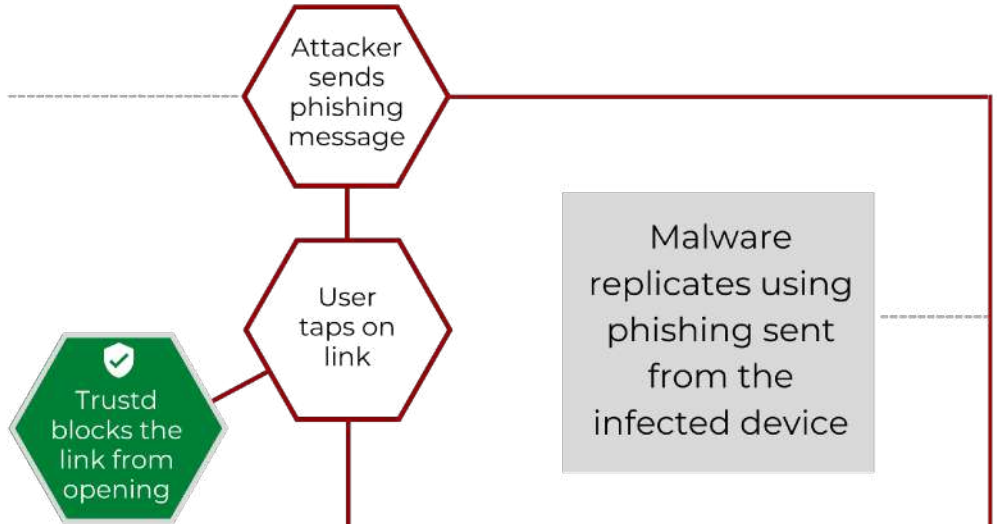 Attacker
sends
phishing
message
User
taps on
link
Trustd
blocks the
link from
opening
Malware
replicates using
phishing sent
from the
infected device